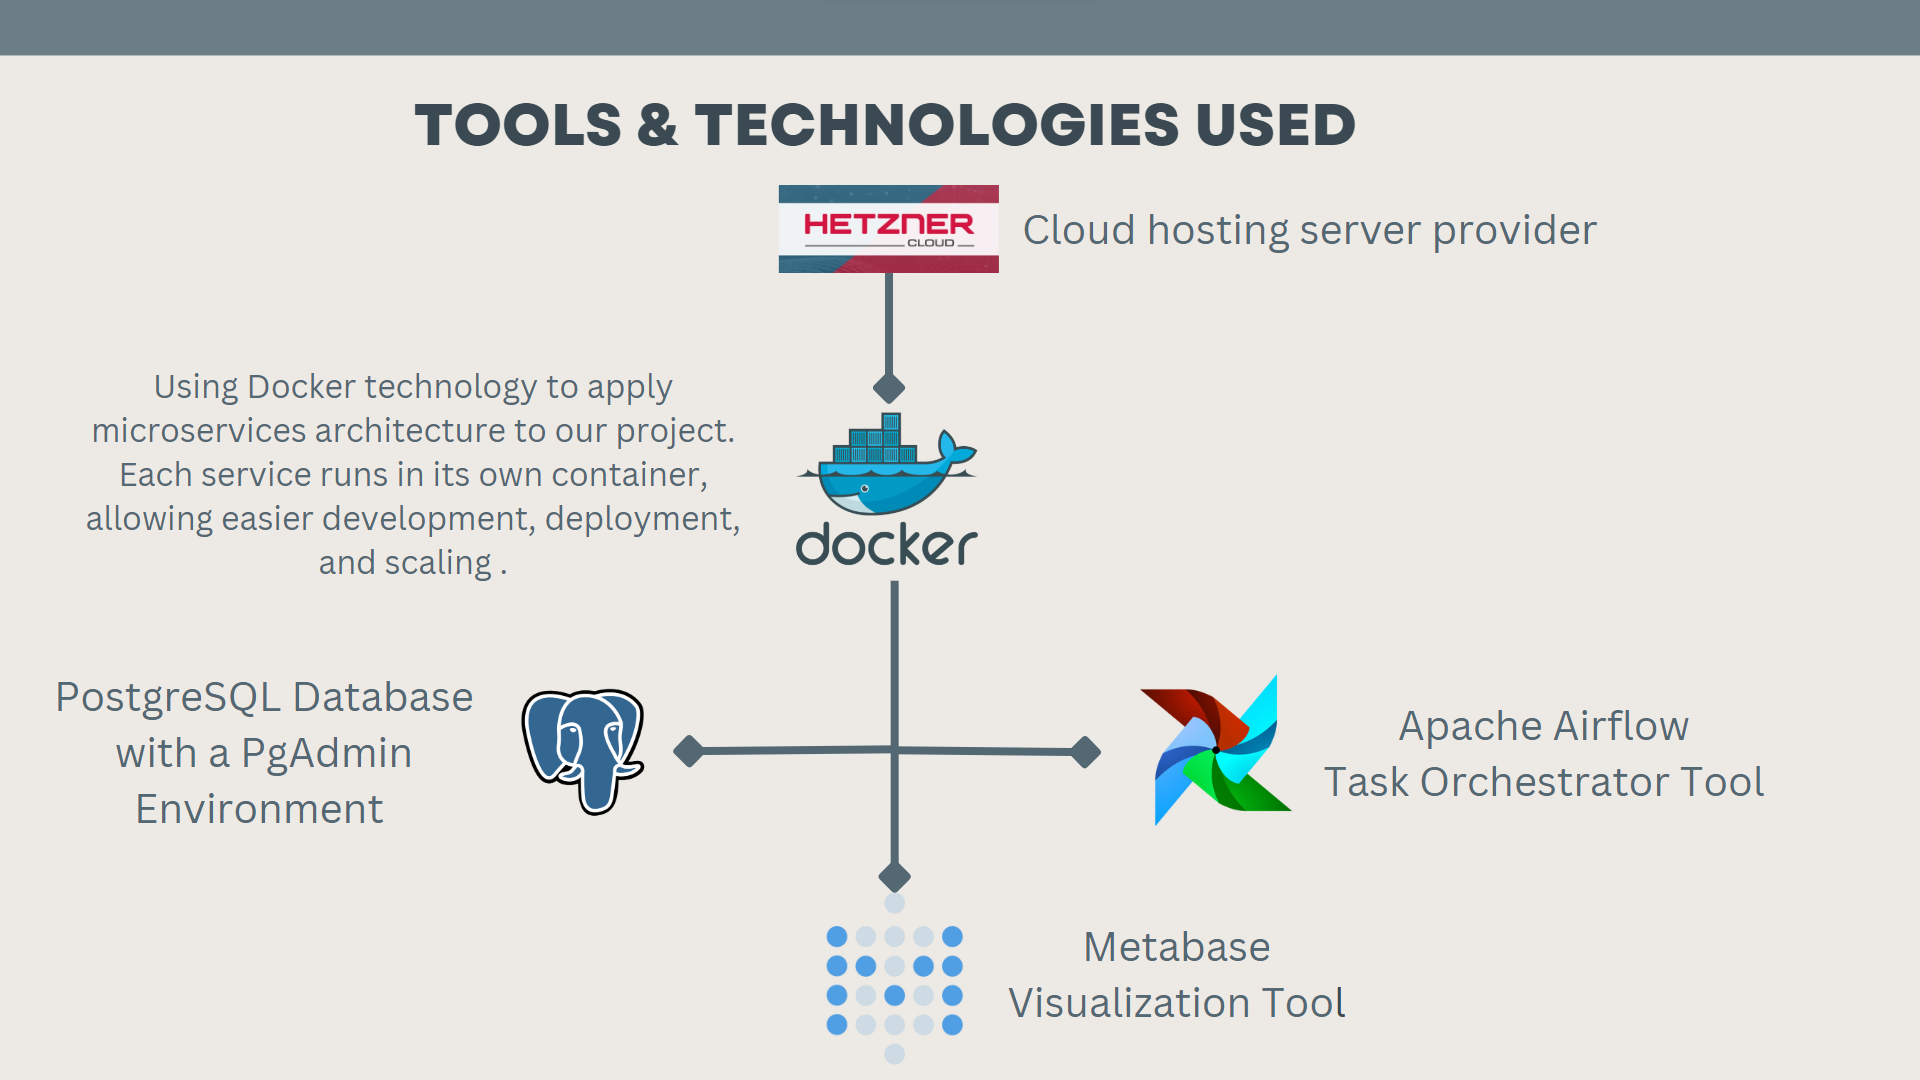 TOOLS & TECHNOLOGIES USED
HETZNER
CLOUD
Cloud hosting server provider
Using Docker technology to apply
microservices architecture to our project.
Each service runs in its own container,
allowing easier development, deployment,
and scaling .
docker
PostgreSQL Database
with a PgAdmin
Environment
Apache Airflow
Task Orchestrator Tool
Metabase
Visualization Tool